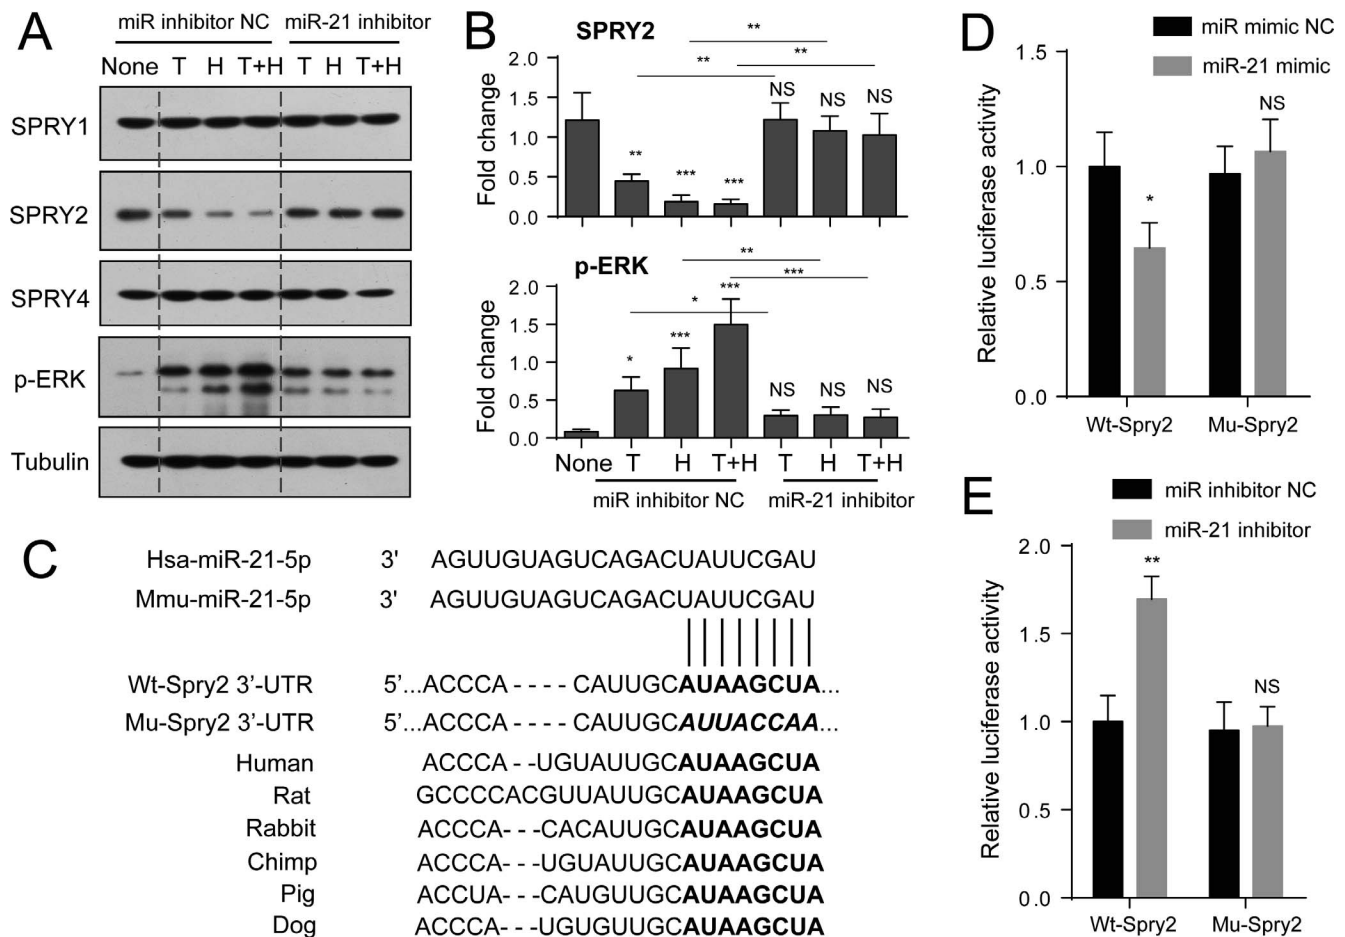 A
miR inhibitor NC
miR-21 inhibitor
None T H T+H T H T+H
SPRY1
SPRY2
SPRY4
p-ERK
Tubulin
B
SPRY2
Fold change
2.0
1.5
1.0
0.5
0.0
**
**
**
**
***
***
NS
NS
NS
p-ERK
Fold change
2.0
1.5
1.0
0.5
0.0
**
***
*
*
***
***
NS
NS
NS
None T H T+H T H T+H
miR inhibitor NC
miR-21 inhibitor
C
Hsa-miR-21-5p 3' AGUUGUAGUCAGACUAUUCGAU
Mmu-miR-21-5p 3' AGUUGUAGUCAGACUAUUCGAU
Wt-Spry2 3'-UTR 5'...ACCCA - - - - CAUUGCAUAAGCUA...
Mu-Spry2 3'-UTR 5'...ACCCA - - - - CAUUGCAUUACCAA...
Human ACCCA - -UGUAUUGCAUAAGCUA
Rat GCCCCACGUUAUUGCAUAAGCUA
Rabbit ACCCA- - -CACAUUGCAUAAGCUA
Chimp ACCCA- - -UGUAUUGCAUAAGCUA
Pig ACCUA- - -CAUGUUGCAUAAGCUA
Dog ACCCA- - -UGUGUUGCAUAAGCUA
D
miR mimic NC
miR-21 mimic
Relative luciferase activity
1.5
1.0
0.5
0.0
*
NS
Wt-Spry2
Mu-Spry2
E
miR inhibitor NC
miR-21 inhibitor
Relative luciferase activity
2.0
1.5
1.0
0.5
0.0
**
NS
Wt-Spry2
Mu-Spry2